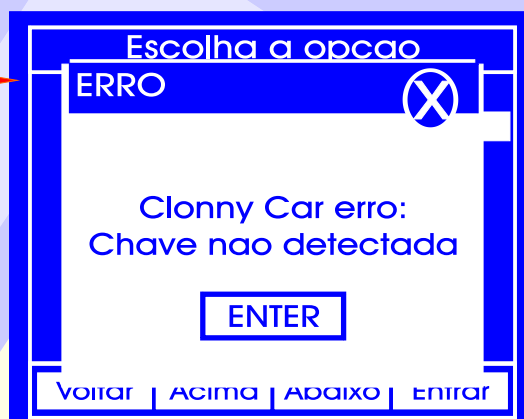 Escolha a opcao
ERRO
X
Clonny Car erro:
Chave nao detectada
ENTER
Voltar Acima Abaixo Entrar